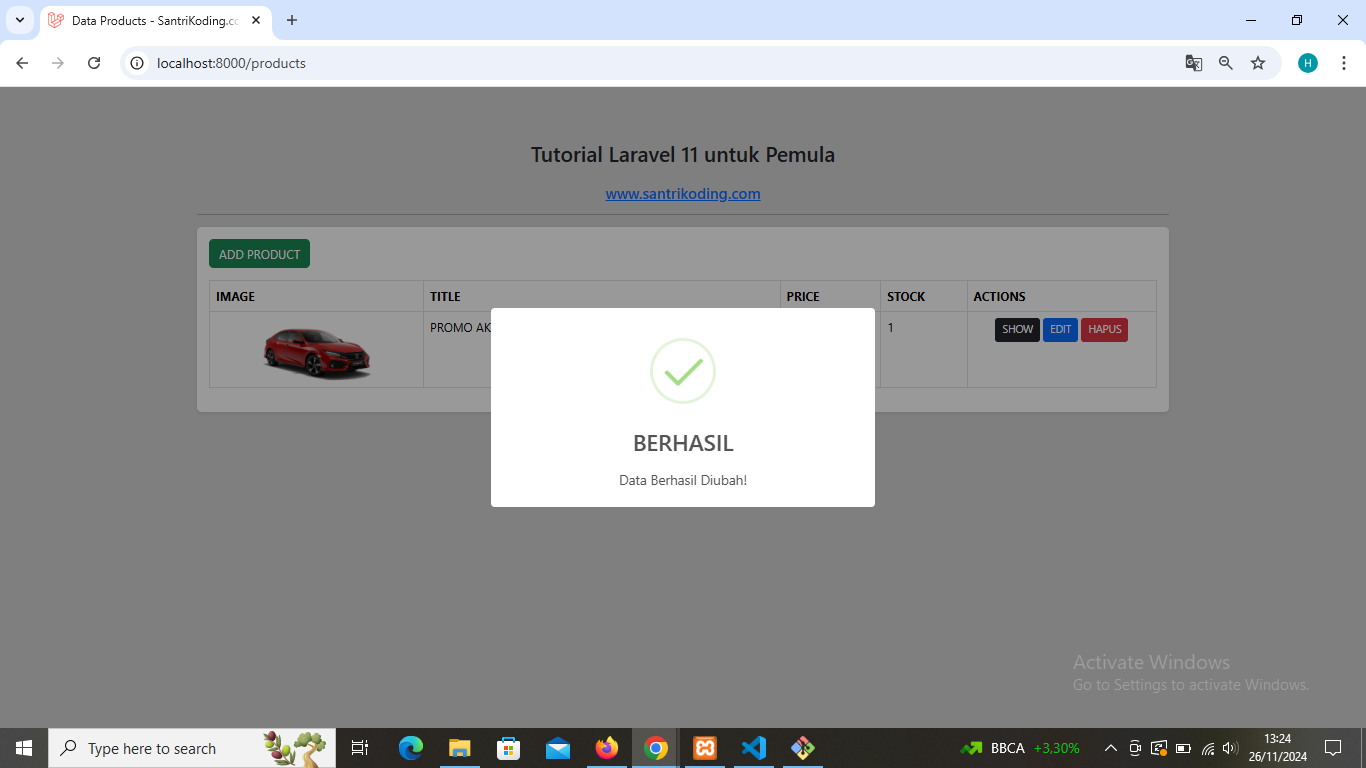 Data Products - SantriKoding.co
localhost:8000/products
H
Tutorial Laravel 11 untuk Pemula
www.santrikoding.com
ADD PRODUCT
IMAGE TITLE PRICE STOCK ACTIONS
PROMO AK 1 SHOW EDIT HAPUS
BERHASIL
Data Berhasil Diubah!
Activate Windows
Go to Settings to activate Windows.
Type here to search
BBCA +3,30%
13:24
26/11/2024